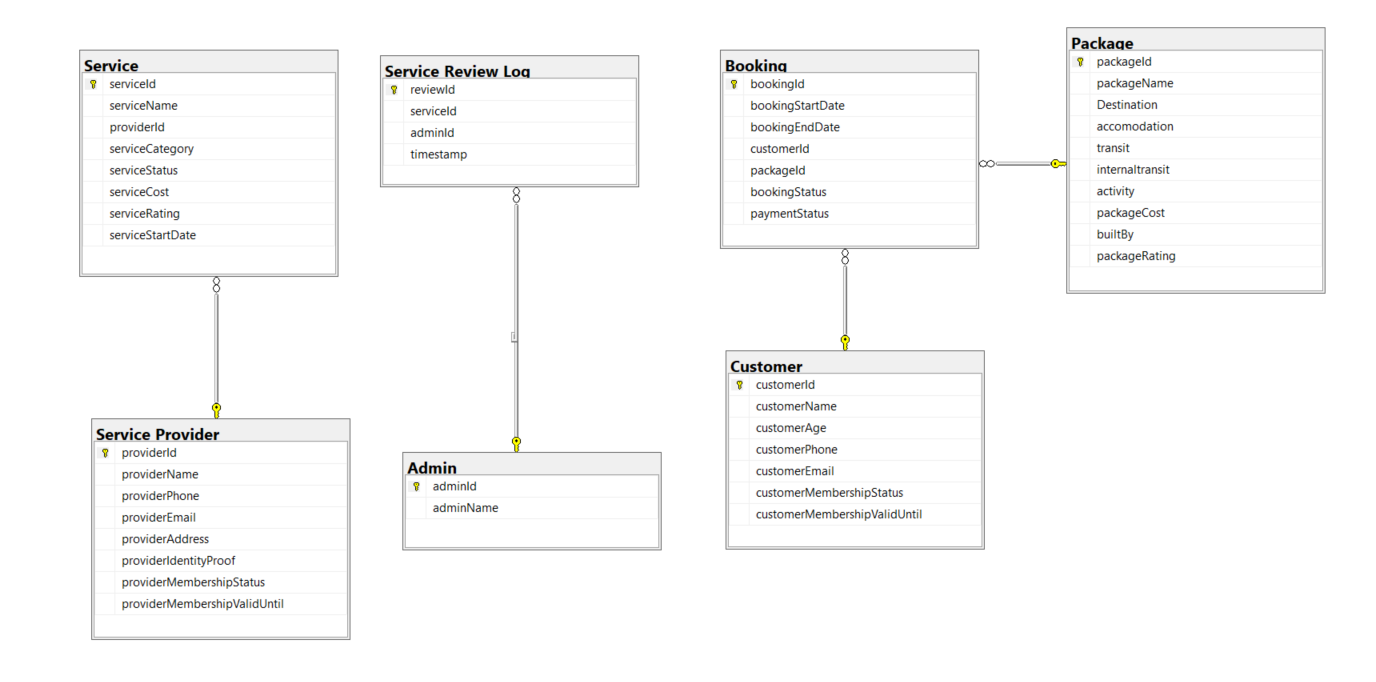 Service
serviceId
serviceName
providerId
serviceCategory
serviceStatus
serviceCost
serviceRating
serviceStartDate
Service Review Log
reviewId
serviceId
adminId
timestamp
Booking
bookingId
bookingStartDate
bookingEndDate
customerId
packageId
bookingStatus
paymentStatus
Package
packageId
packageName
Destination
accomodation
transit
internaltransit
activity
packageCost
builtBy
packageRating
Service Provider
providerId
providerName
providerPhone
providerEmail
providerAddress
providerIdentityProof
providerMembershipStatus
providerMembershipValidUntil
Admin
adminId
adminName
Customer
customerId
customerName
customerAge
customerPhone
customerEmail
customerMembershipStatus
customerMembershipValidUntil